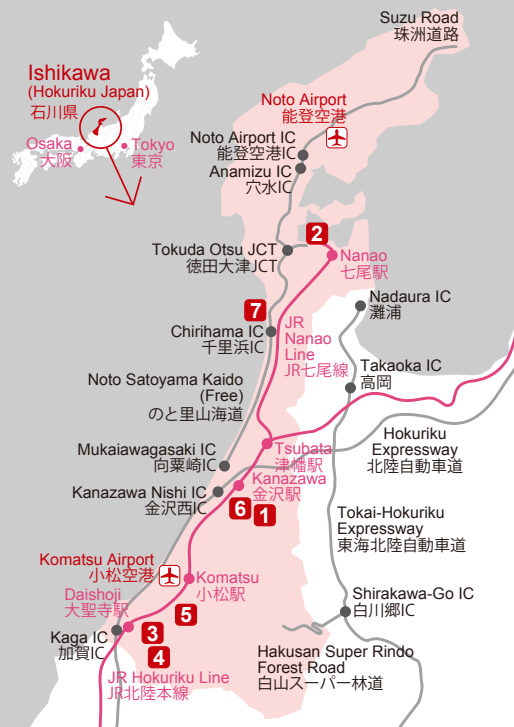 Suzu Road
珠洲道路
Ishikawa
(Hokuriku Japan)
石川県
Osaka
大阪
Tokyo
東京
Noto Airport
能登空港
Noto Airport IC
能登空港IC
Anamizu IC
穴水IC
2
Tokuda Otsu JCT
徳田大津JCT
Nanao
七尾駅
7
Nadaura IC
灘浦
Chirihama IC
千里浜IC
JR
Nanao
Line
JR七尾線
Takaoka IC
高岡
Noto Satoyama Kaido
(Free)
のと里山海道
Tsubata
津幡駅
Hokuriku
Expressway
北陸自動車道
Mukaiawagasaki IC
向粟崎IC
Kanazawa
金沢駅
Kanazawa Nishi IC
金沢西IC
6
1
Tokai-Hokuriku
Expressway
東海北陸自動車道
Komatsu Airport
小松空港
Komatsu
小松駅
Daishoji
大聖寺駅
5
Shirakawa-Go IC
白川郷IC
Kaga IC
加賀IC
3
4
Hakusan Super Rindo
Forest Road
白山スーパー林道
JR Hokuriku Line
JR北陸本線